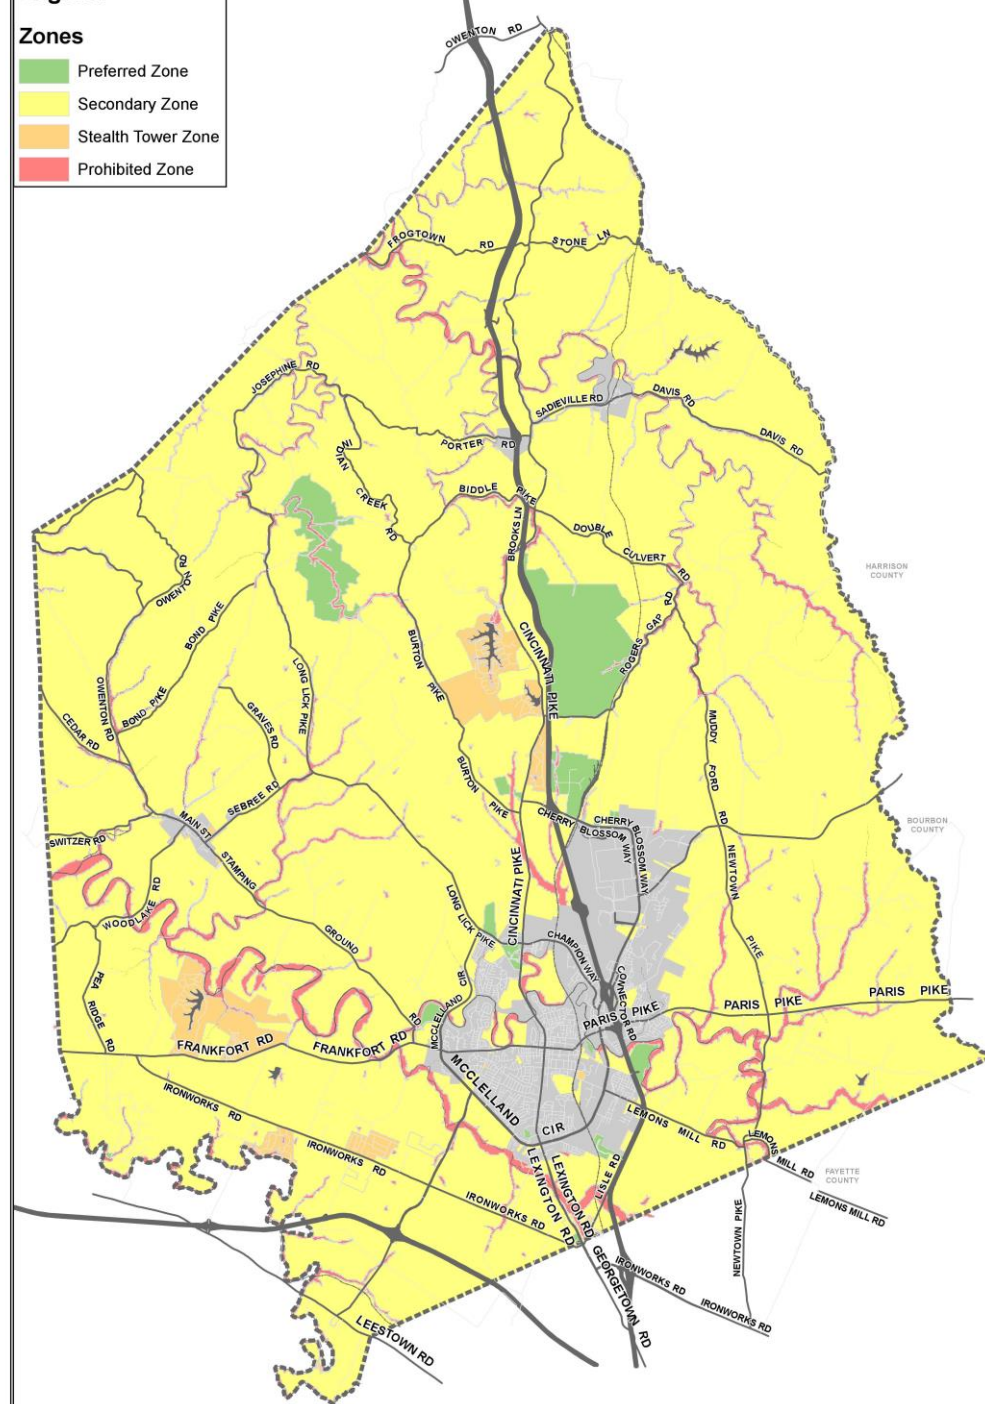 Zones
Preferred Zone
Secondary Zone
Stealth Tower Zone
Prohibited Zone
OWENTON RD
FROGTOWN RD
STONE LN
JOSEPHINE RD
SADIEVILLE RD
DAVIS RD
DAVIS RD
PORTER RD
INDIAN CREEK RD
BIDDLE PIKE
BROOKS LN
DOUBLE CULVERT RD
HARRISON
COUNTY
OWENTON RD
BOND PIKE
ROGERS GAP RD
CINCINNATI PIKE
BURTON PIKE
LONG LICK PIKE
OWENTON RD
BOND PIKE
CEDAR RD
GRAVES RD
MUDDY FORD RD
BURTON PIKE
SEBREE RD
MAIN ST
CHERRY BLOSSOM WAY
CHERRY BLOSSOM WAY
BOURBON
COUNTY
SWITZER RD
STAMPING GROUND RD
CINCINNATI PIKE
NEWTOWN PIKE
WOODLAKE RD
LONG LICK PIKE
CHAMPION WAY
PEA RIDGE RD
MCCLELLAND CIR
CONNECTOR RD
PARIS PIKE
PARIS PIKE
PARIS PIKE
FRANKFORT RD
FRANKFORT RD
MCCLELLAND CIR
IRONWORKS RD
IRONWORKS RD
LEMONS MILL RD
LEMONS MILL RD
LEXINGTON RD
LEXINGTON RD
LISLE RD
FAYETTE
COUNTY
LEMONS MILL RD
IRONWORKS RD
NEWTOWN PIKE
GEORGETOWN RD
IRONWORKS RD
IRONWORKS RD
LEESTOWN RD